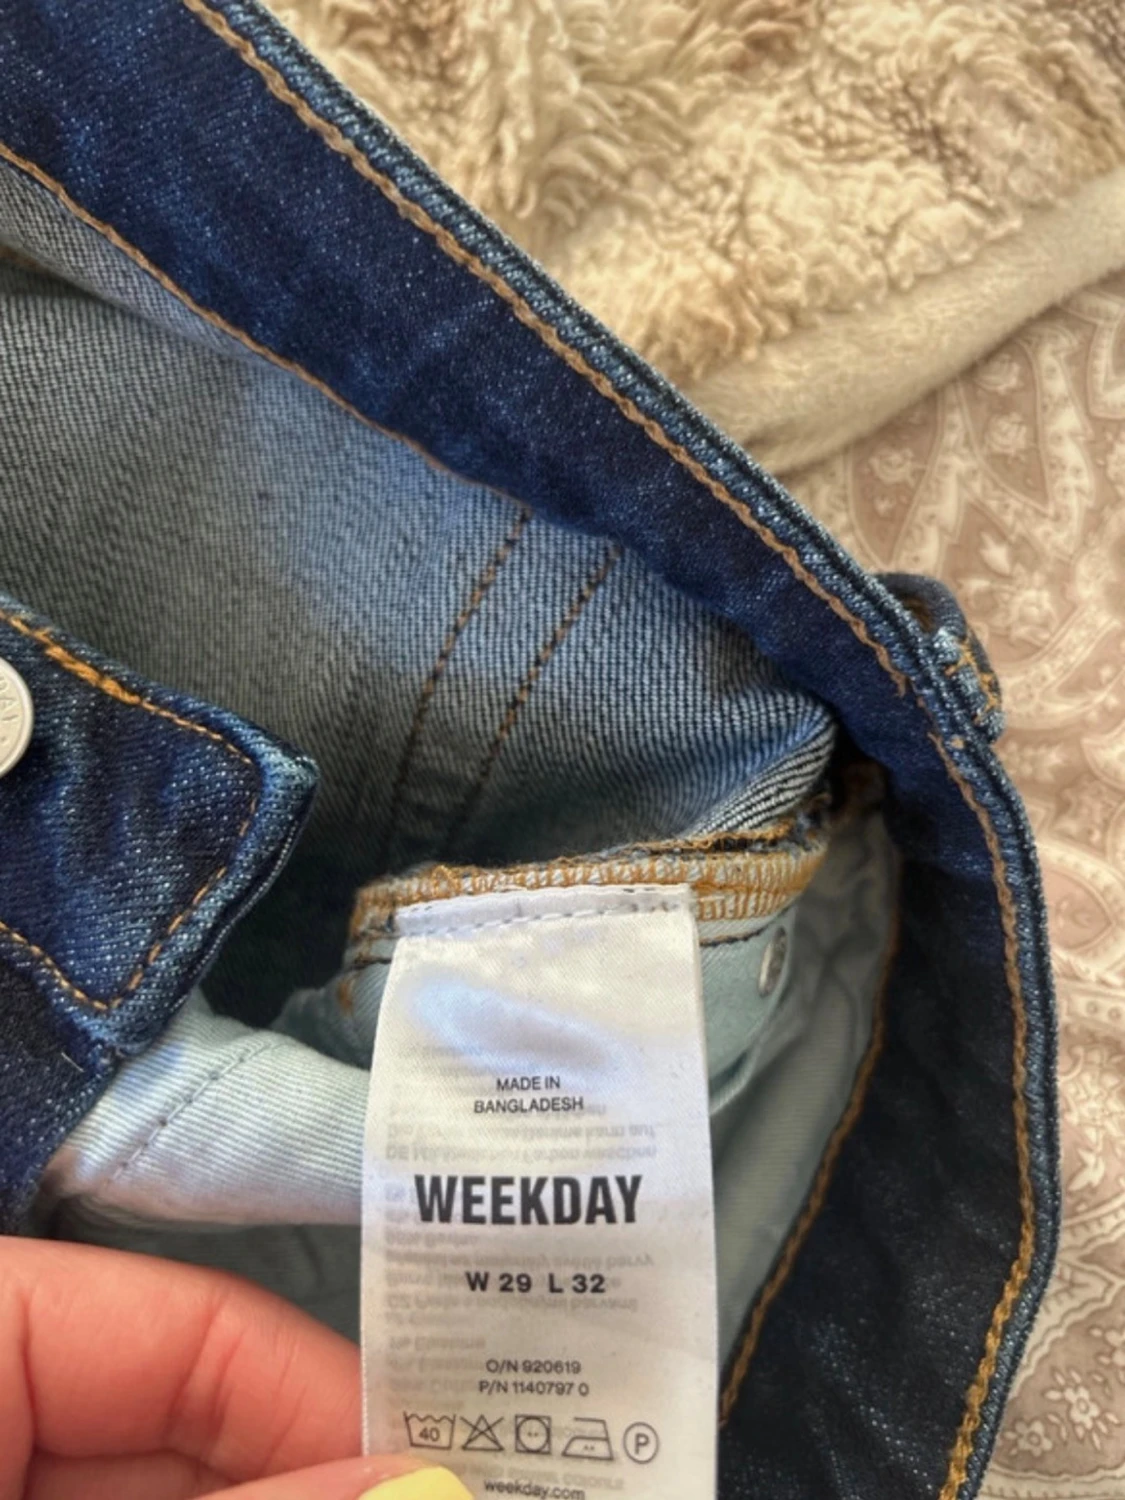 MADE IN
BANGLADESH
WEEKDAY
W 29 L 32
O/N 920619
P/N 1140797 0
40 P
weekday.com